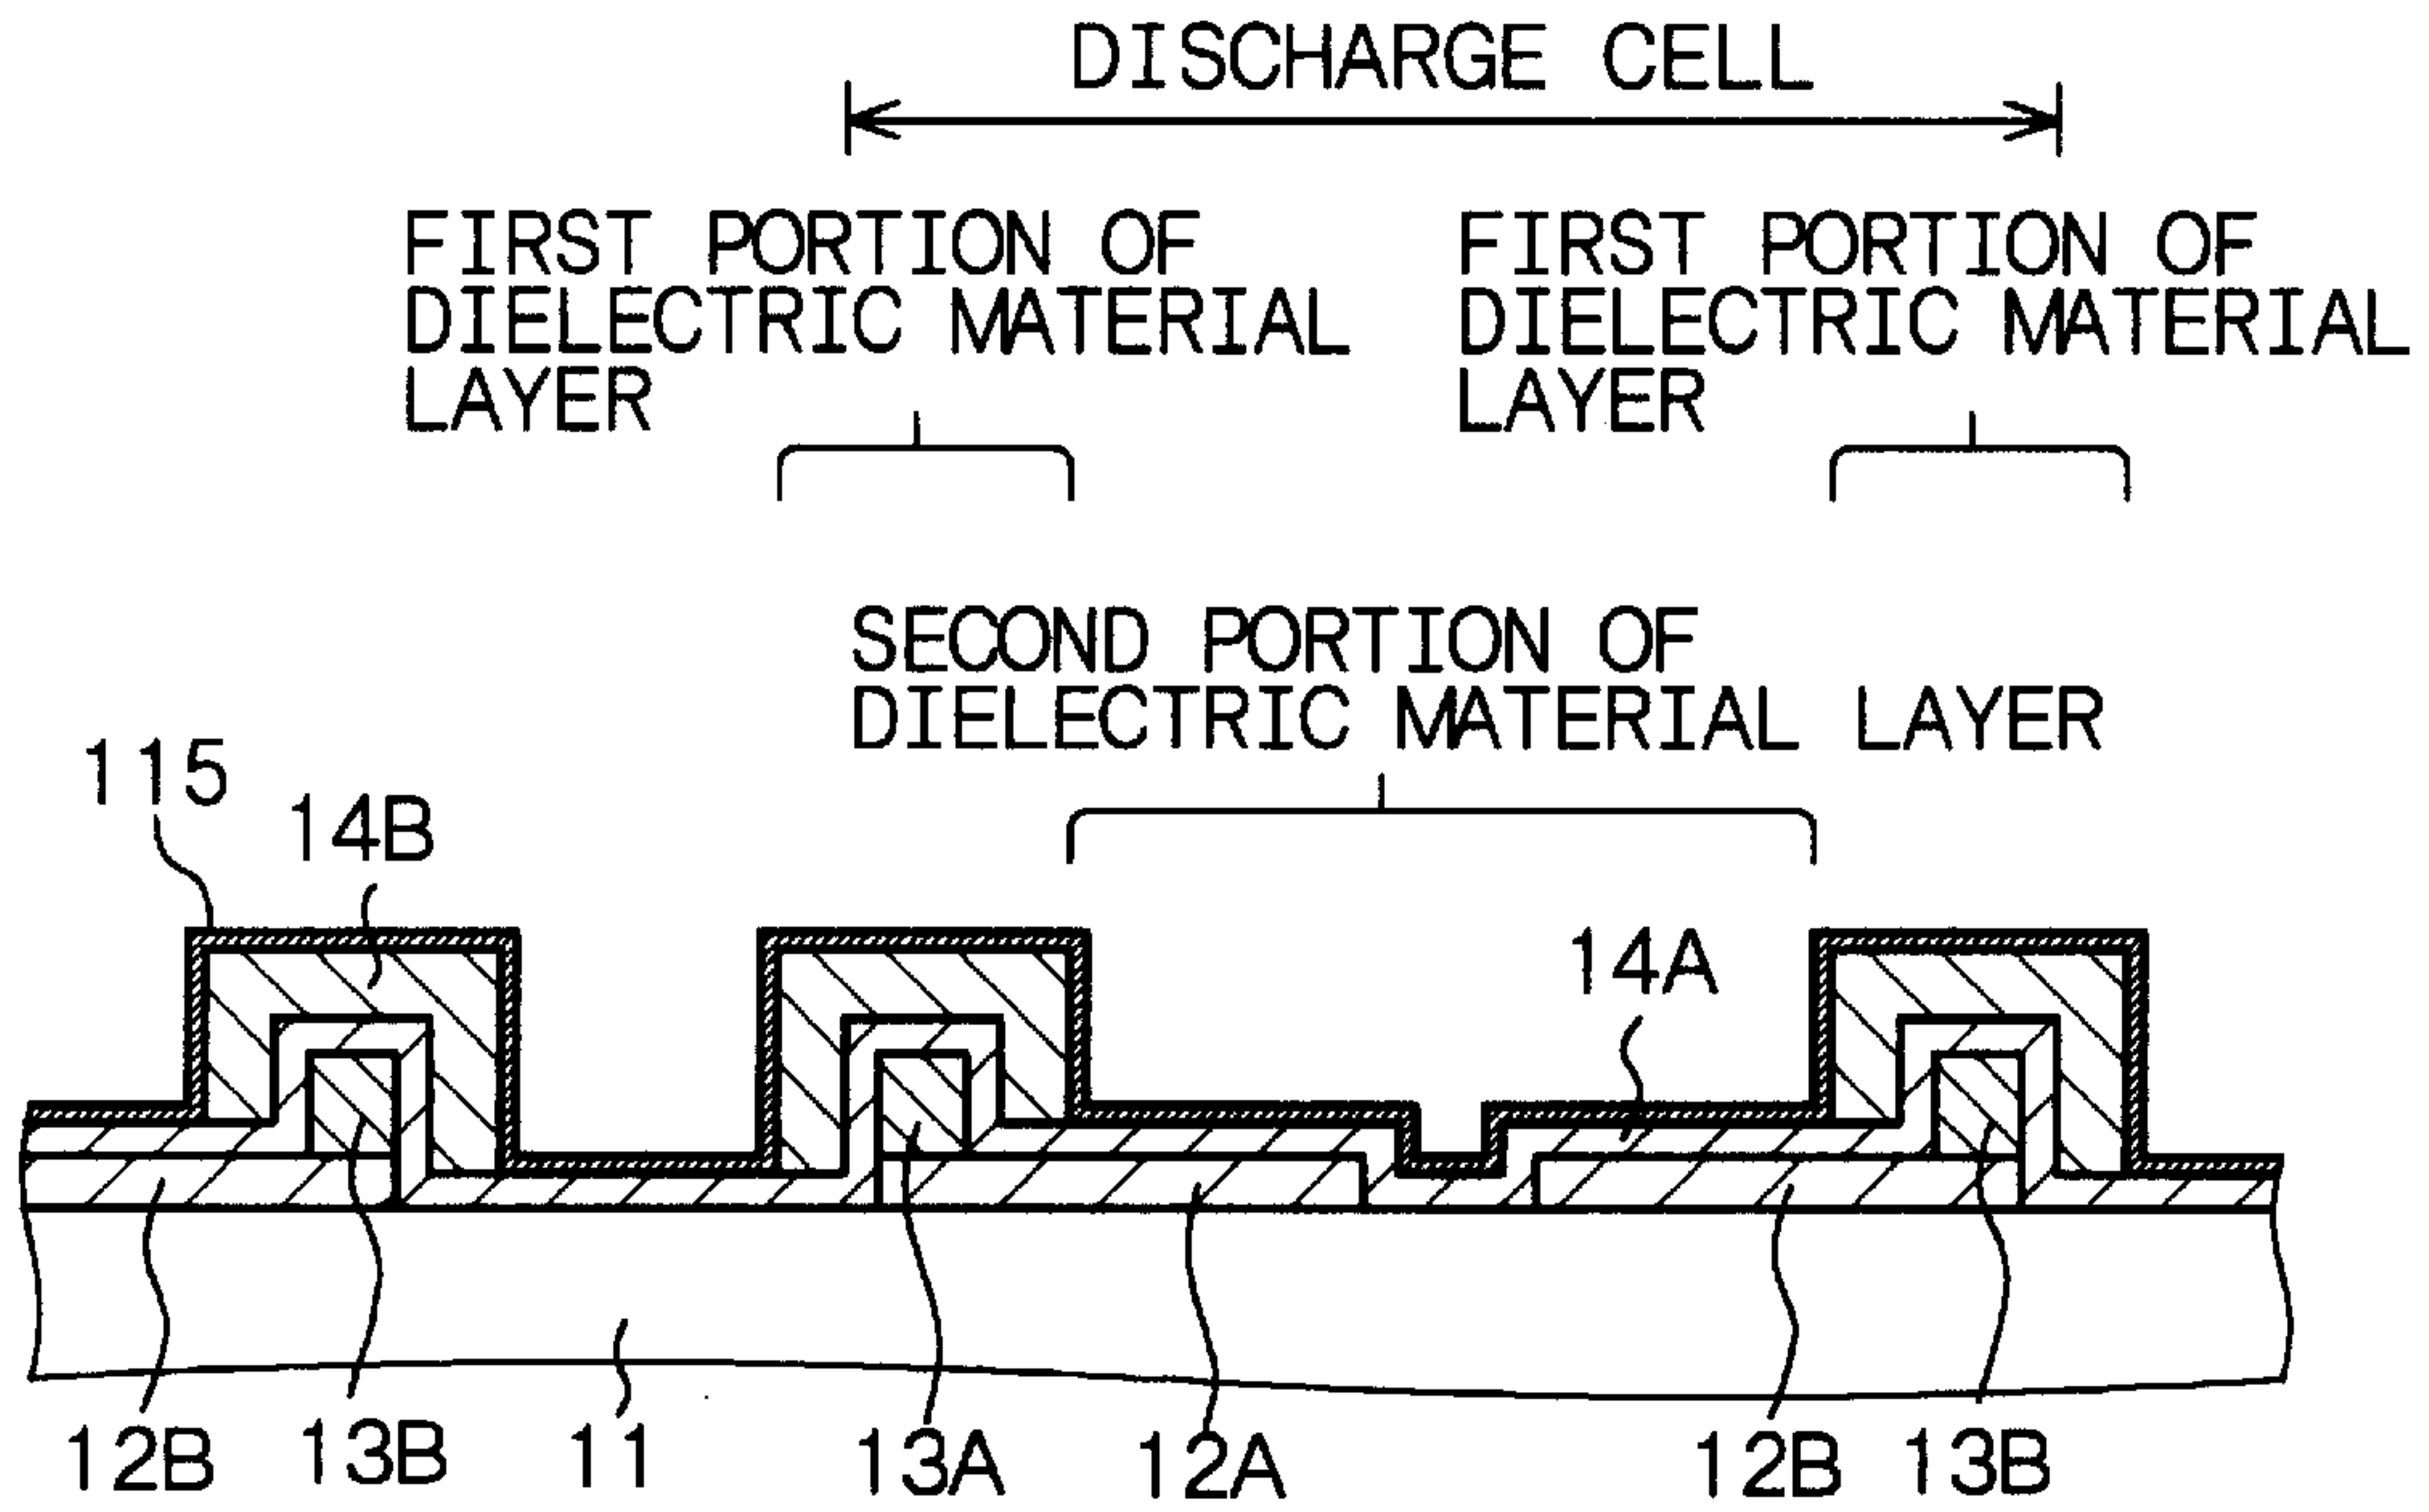 DISCHARGE CELL
FIRST PORTION OF
DIELECTRIC MATERIAL
LAYER
FIRST PORTION OF
DIELECTRIC MATERIAL
LAYER
SECOND PORTION OF
DIELECTRIC MATERIAL LAYER
115
14B
14A
12B
13B
11
13A
12A
12B
13B